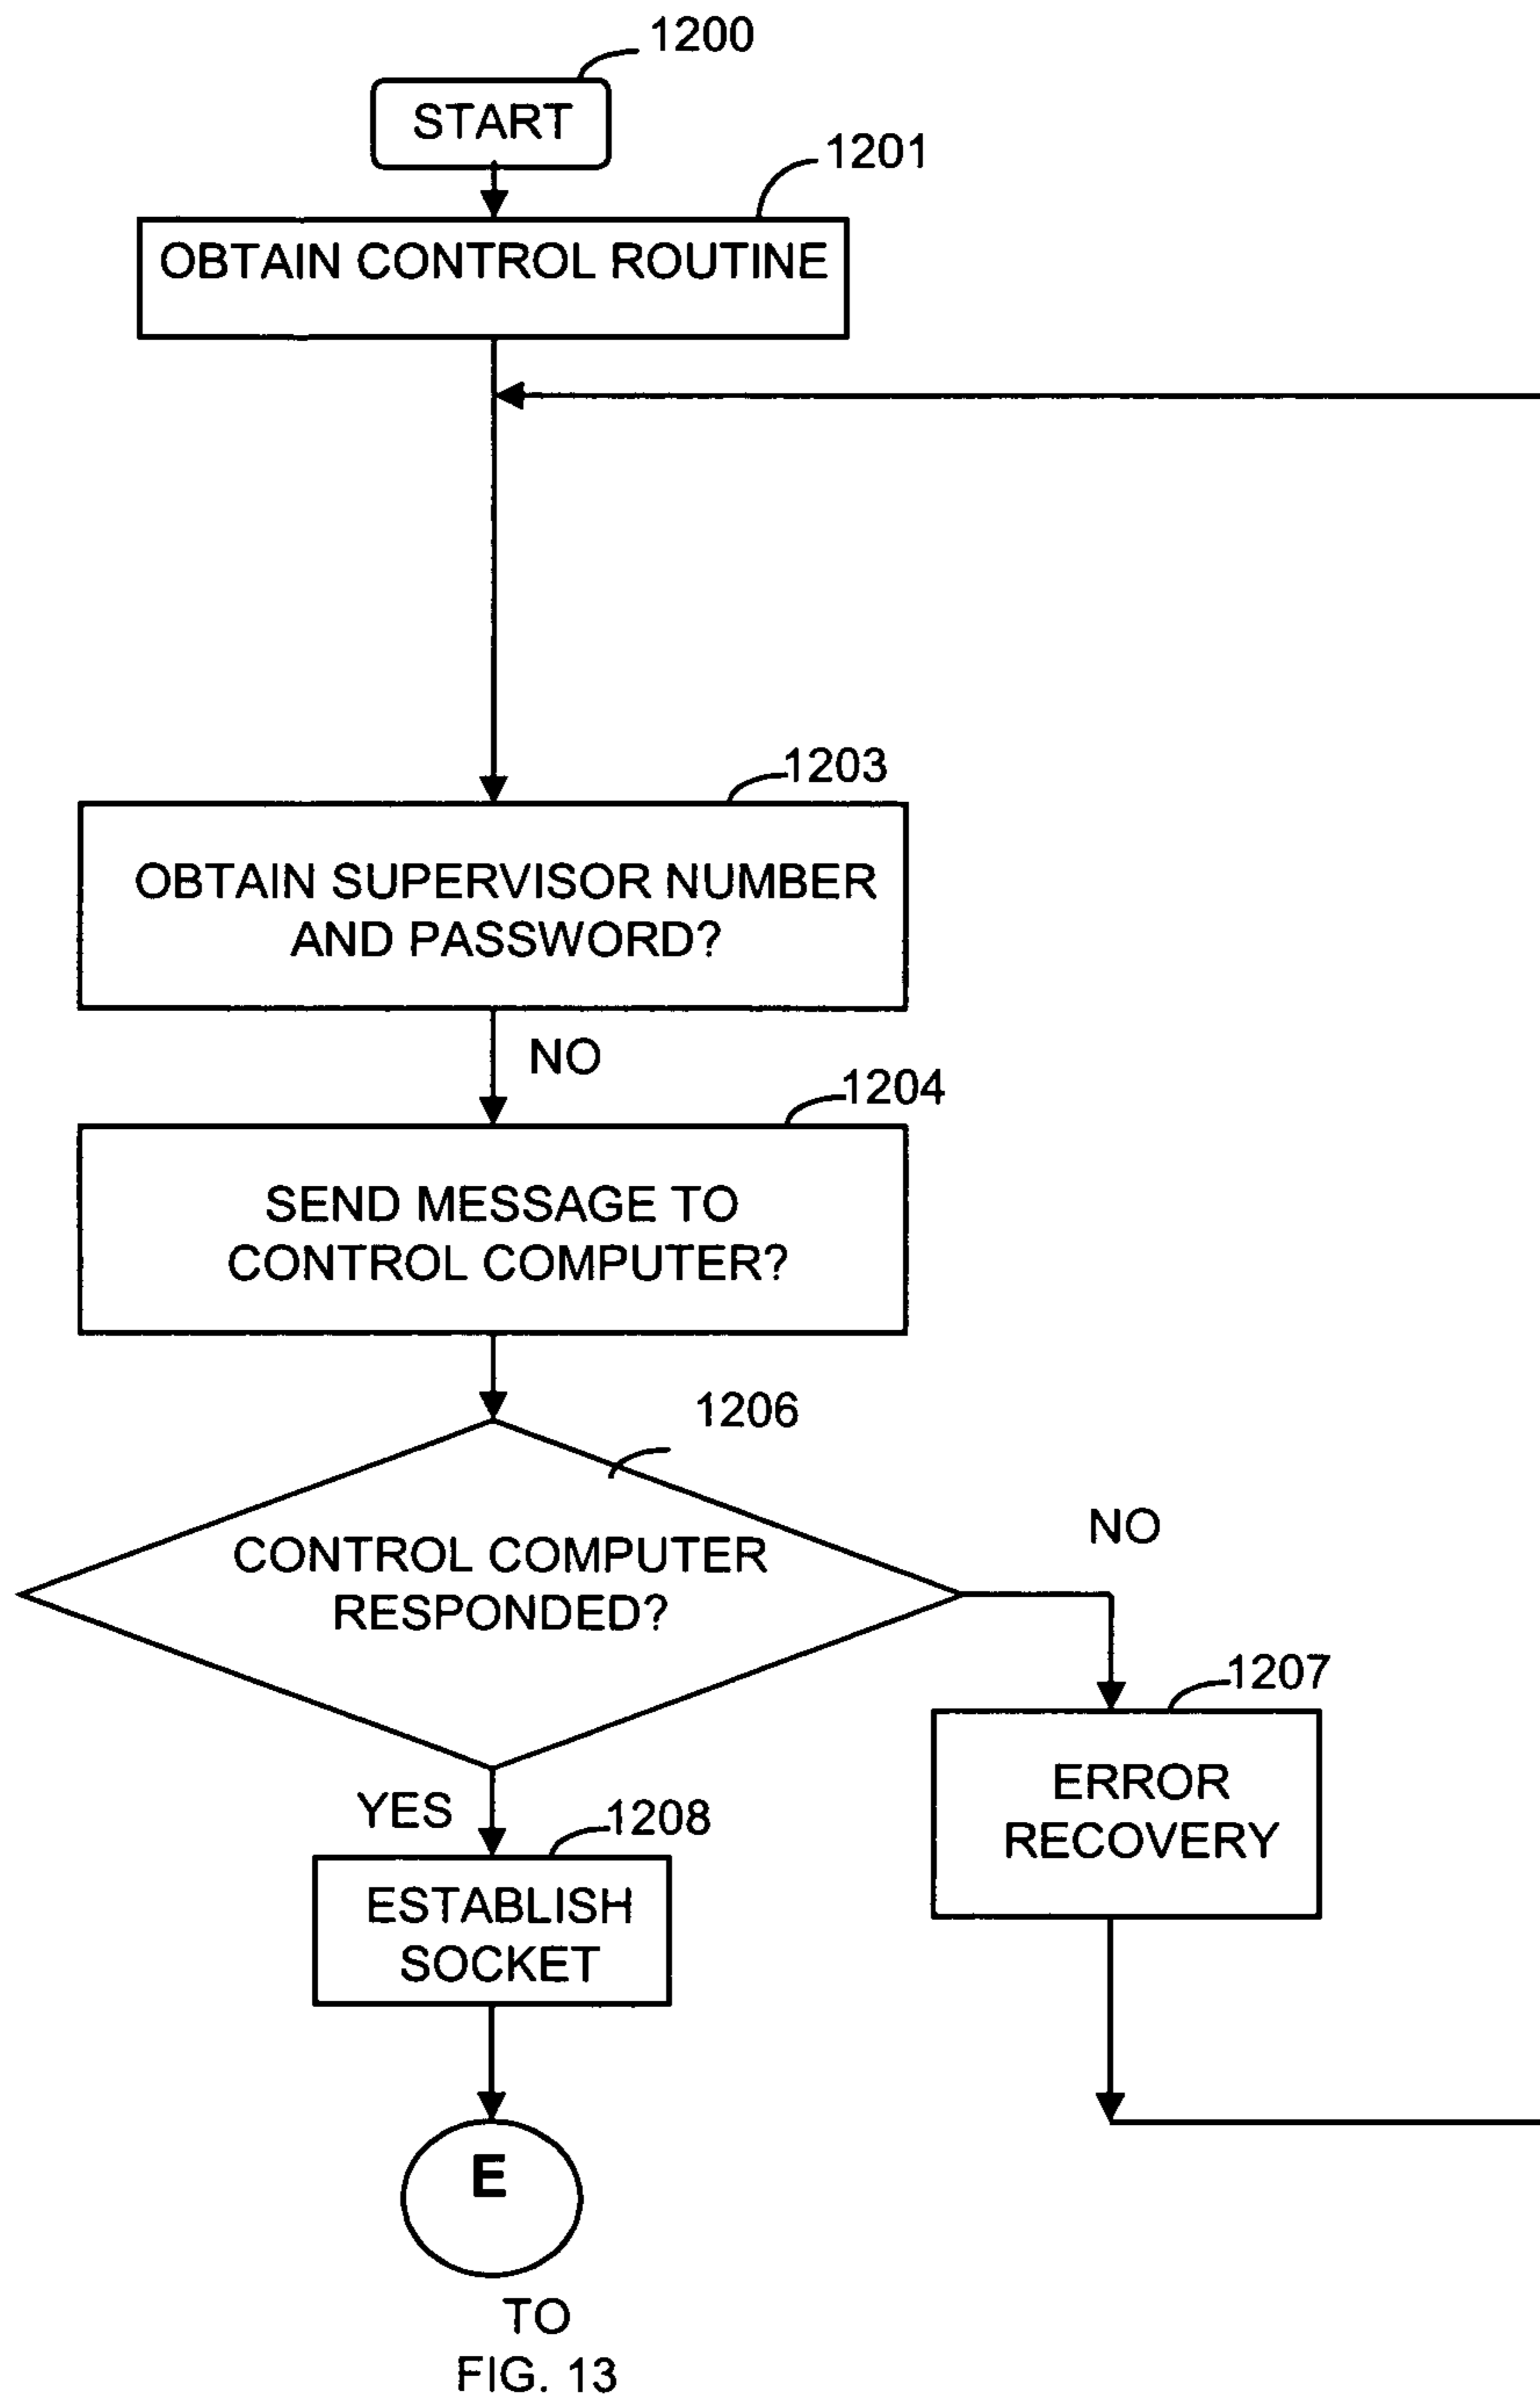 1200
START
1201
OBTAIN CONTROL ROUTINE
1203
OBTAIN SUPERVISOR NUMBER
AND PASSWORD?
NO
1204
SEND MESSAGE TO
CONTROL COMPUTER?
1206
CONTROL COMPUTER
RESPONDED?
NO
1207
ERROR
RECOVERY
YES
1208
ESTABLISH
SOCKET
E
TO
FIG. 13